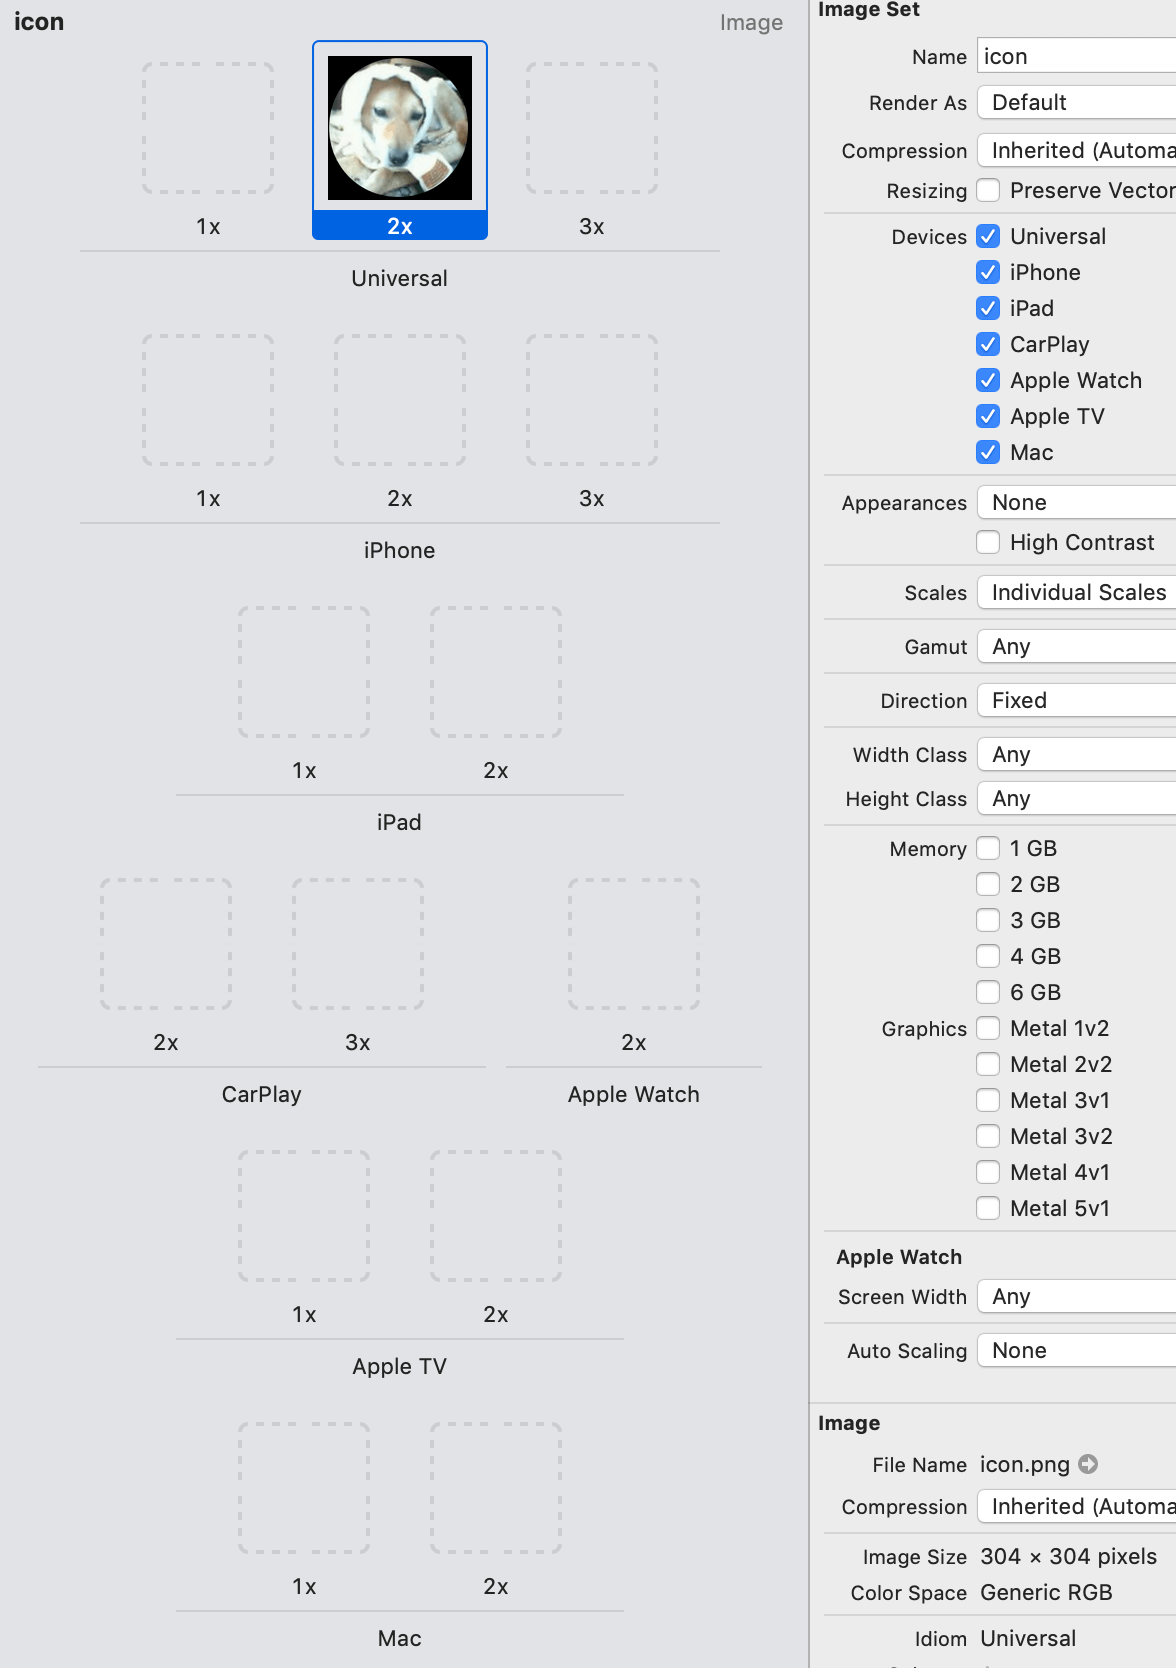 icon
Image
1x
2x
3x
Universal
1x
2x
3x
iPhone
1x
2x
iPad
2x
3x
2x
CarPlay
Apple Watch
1x
2x
Apple TV
1x
2x
Mac
Image Set
Name icon
Render As Default
Compression Inherited (Automa
Resizing Preserve Vector
Devices Universal
iPhone
iPad
CarPlay
Apple Watch
Apple TV
Mac
Appearances None
High Contrast
Scales Individual Scales
Gamut Any
Direction Fixed
Width Class Any
Height Class Any
Memory 1 GB
2 GB
3 GB
4 GB
6 GB
Graphics Metal 1v2
Metal 2v2
Metal 3v1
Metal 3v2
Metal 4v1
Metal 5v1
Apple Watch
Screen Width Any
Auto Scaling None
Image
File Name icon.png
Compression Inherited (Automa
Image Size 304 × 304 pixels
Color Space Generic RGB
Idiom Universal